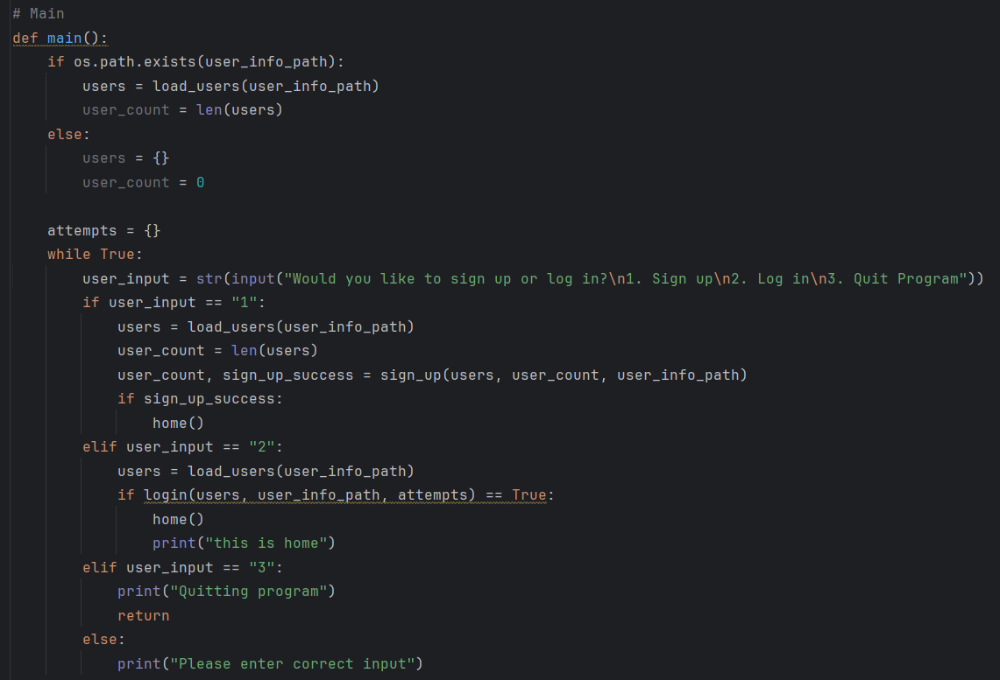 # Main
def main():
    if os.path.exists(user_info_path):
        users = load_users(user_info_path)
        user_count = len(users)
    else:
        users = {}
        user_count = 0

    attempts = {}
    while True:
        user_input = str(input("Would you like to sign up or log in?\n1. Sign up\n2. Log in\n3. Quit Program"))
        if user_input == "1":
            users = load_users(user_info_path)
            user_count = len(users)
            user_count, sign_up_success = sign_up(users, user_count, user_info_path)
            if sign_up_success:
                home()
        elif user_input == "2":
            users = load_users(user_info_path)
            if login(users, user_info_path, attempts) == True:
                home()
                print("this is home")
        elif user_input == "3":
            print("Quitting program")
            return
        else:
            print("Please enter correct input")